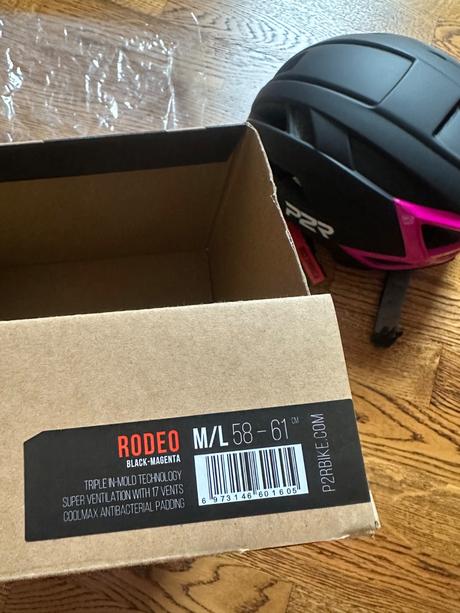 P2R
RODEO M/L 58 – 61 CM
BLACK-MAGENTA
TRIPLE IN-MOLD TECHNOLOGY
SUPER VENTILATION WITH 17 VENTS
COOLMAX ANTIBACTERIAL PADDING
6 973146 601605
P2RBIKE.COM